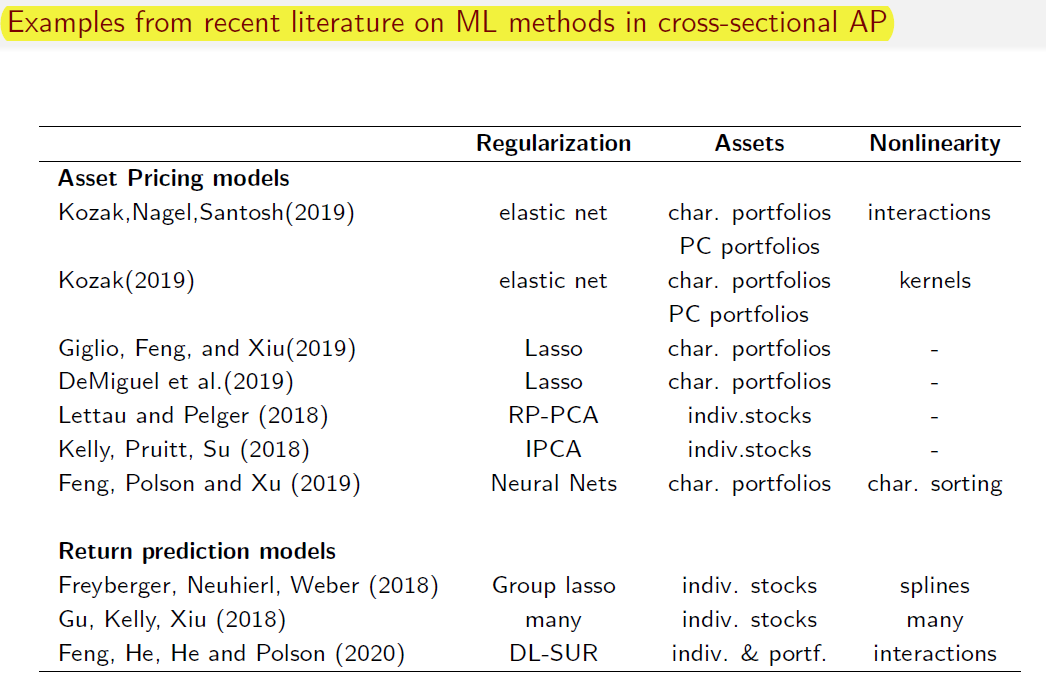 Examples from recent literature on ML methods in cross-sectional AP
Regularization Assets Nonlinearity
Asset Pricing models
Kozak,Nagel,Santosh(2019) elastic net char. portfolios interactions
PC portfolios
Kozak(2019) elastic net char. portfolios kernels
PC portfolios
Giglio, Feng, and Xiu(2019) Lasso char. portfolios -
DeMiguel et al.(2019) Lasso char. portfolios -
Lettau and Pelger (2018) RP-PCA indiv.stocks -
Kelly, Pruitt, Su (2018) IPCA indiv.stocks -
Feng, Polson and Xu (2019) Neural Nets char. portfolios char. sorting
Return prediction models
Freyberger, Neuhierl, Weber (2018) Group lasso indiv. stocks splines
Gu, Kelly, Xiu (2018) many indiv. stocks many
Feng, He, He and Polson (2020) DL-SUR indiv. & portf. interactions